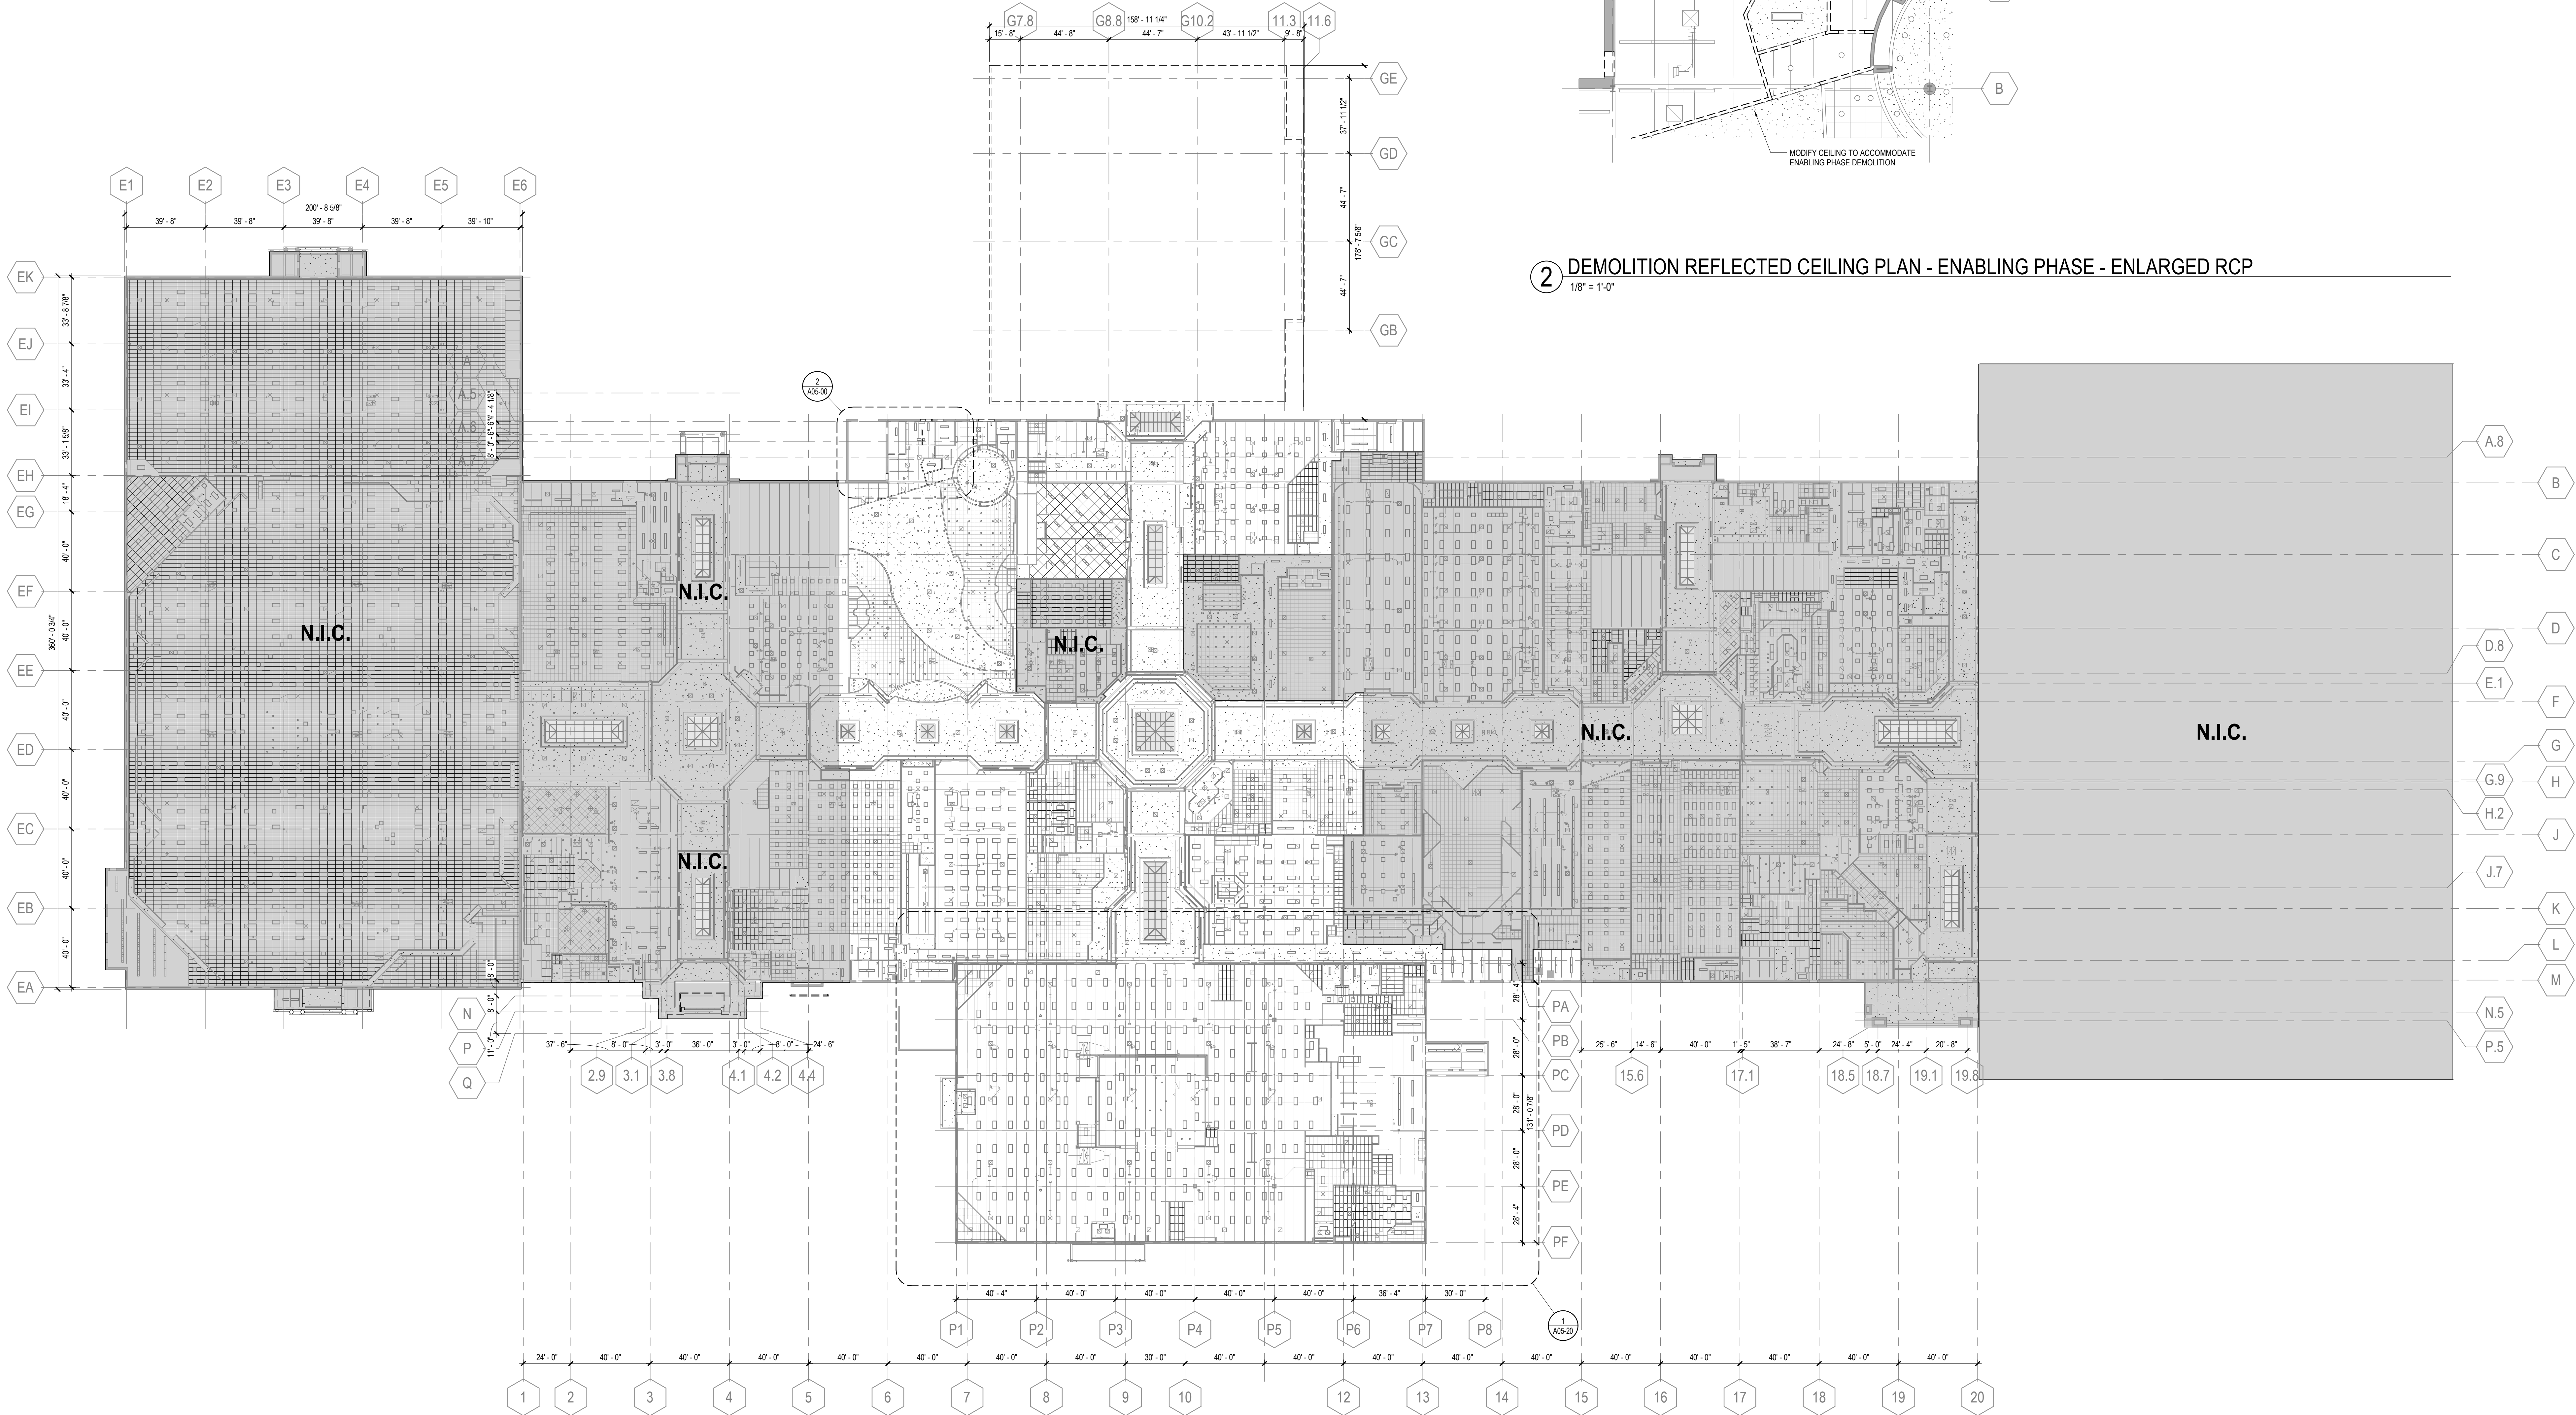 G7.8
G8.8
G10.2
11.3
11.6
158' - 11 1/4"
15' - 8"
44' - 8"
44' - 7"
43' - 11 1/2"
9' - 8"
GE
GD
GC
GB
37' - 11 1/2"
44' - 7"
44' - 7"
178' - 7 5/8"
B
MODIFY CEILING TO ACCOMMODATE
ENABLING PHASE DEMOLITION
2
DEMOLITION REFLECTED CEILING PLAN - ENABLING PHASE - ENLARGED RCP
1/8" = 1'-0"
E1
E2
E3
E4
E5
E6
200' - 8 5/8"
39' - 8"
39' - 8"
39' - 8"
39' - 8"
39' - 10"
EK
EJ
EI
EH
EG
EF
EE
ED
EC
EB
EA
33' - 8 7/8"
33' - 4"
33' - 1 5/8"
18' - 4"
40' - 0"
40' - 0"
40' - 0"
40' - 0"
40' - 0"
40' - 0"
40' - 0"
360' - 0 3/4"
A
A.5
A.6
A.7
2
A05-00
N.I.C.
N.I.C.
N.I.C.
N.I.C.
N.I.C.
N.I.C.
A.8
B
C
D
D.8
E.1
F
G
G.9
H
H.2
J
J.7
K
L
M
N.5
P.5
N
P
Q
8' - 0"
8' - 0"
11' - 0"
37' - 6"
8' - 0"
3' - 0"
36' - 0"
3' - 0"
8' - 0"
24' - 6"
2.9
3.1
3.8
4.1
4.2
4.4
PA
PB
PC
PD
PE
PF
28' - 4"
28' - 0"
28' - 0"
28' - 0"
28' - 4"
131' - 0 7/8"
25' - 6"
14' - 6"
40' - 0"
1' - 5"
38' - 7"
24' - 8"
5' - 0"
24' - 4"
20' - 8"
15.6
17.1
18.5
18.7
19.1
19.8
40' - 4"
40' - 0"
40' - 0"
40' - 0"
40' - 0"
36' - 4"
30' - 0"
P1
P2
P3
P4
P5
P6
P7
P8
1
A05-20
24' - 0"
40' - 0"
40' - 0"
40' - 0"
40' - 0"
40' - 0"
40' - 0"
40' - 0"
30' - 0"
40' - 0"
40' - 0"
40' - 0"
40' - 0"
40' - 0"
40' - 0"
40' - 0"
40' - 0"
40' - 0"
1
2
3
4
5
6
7
8
9
10
12
13
14
15
16
17
18
19
20